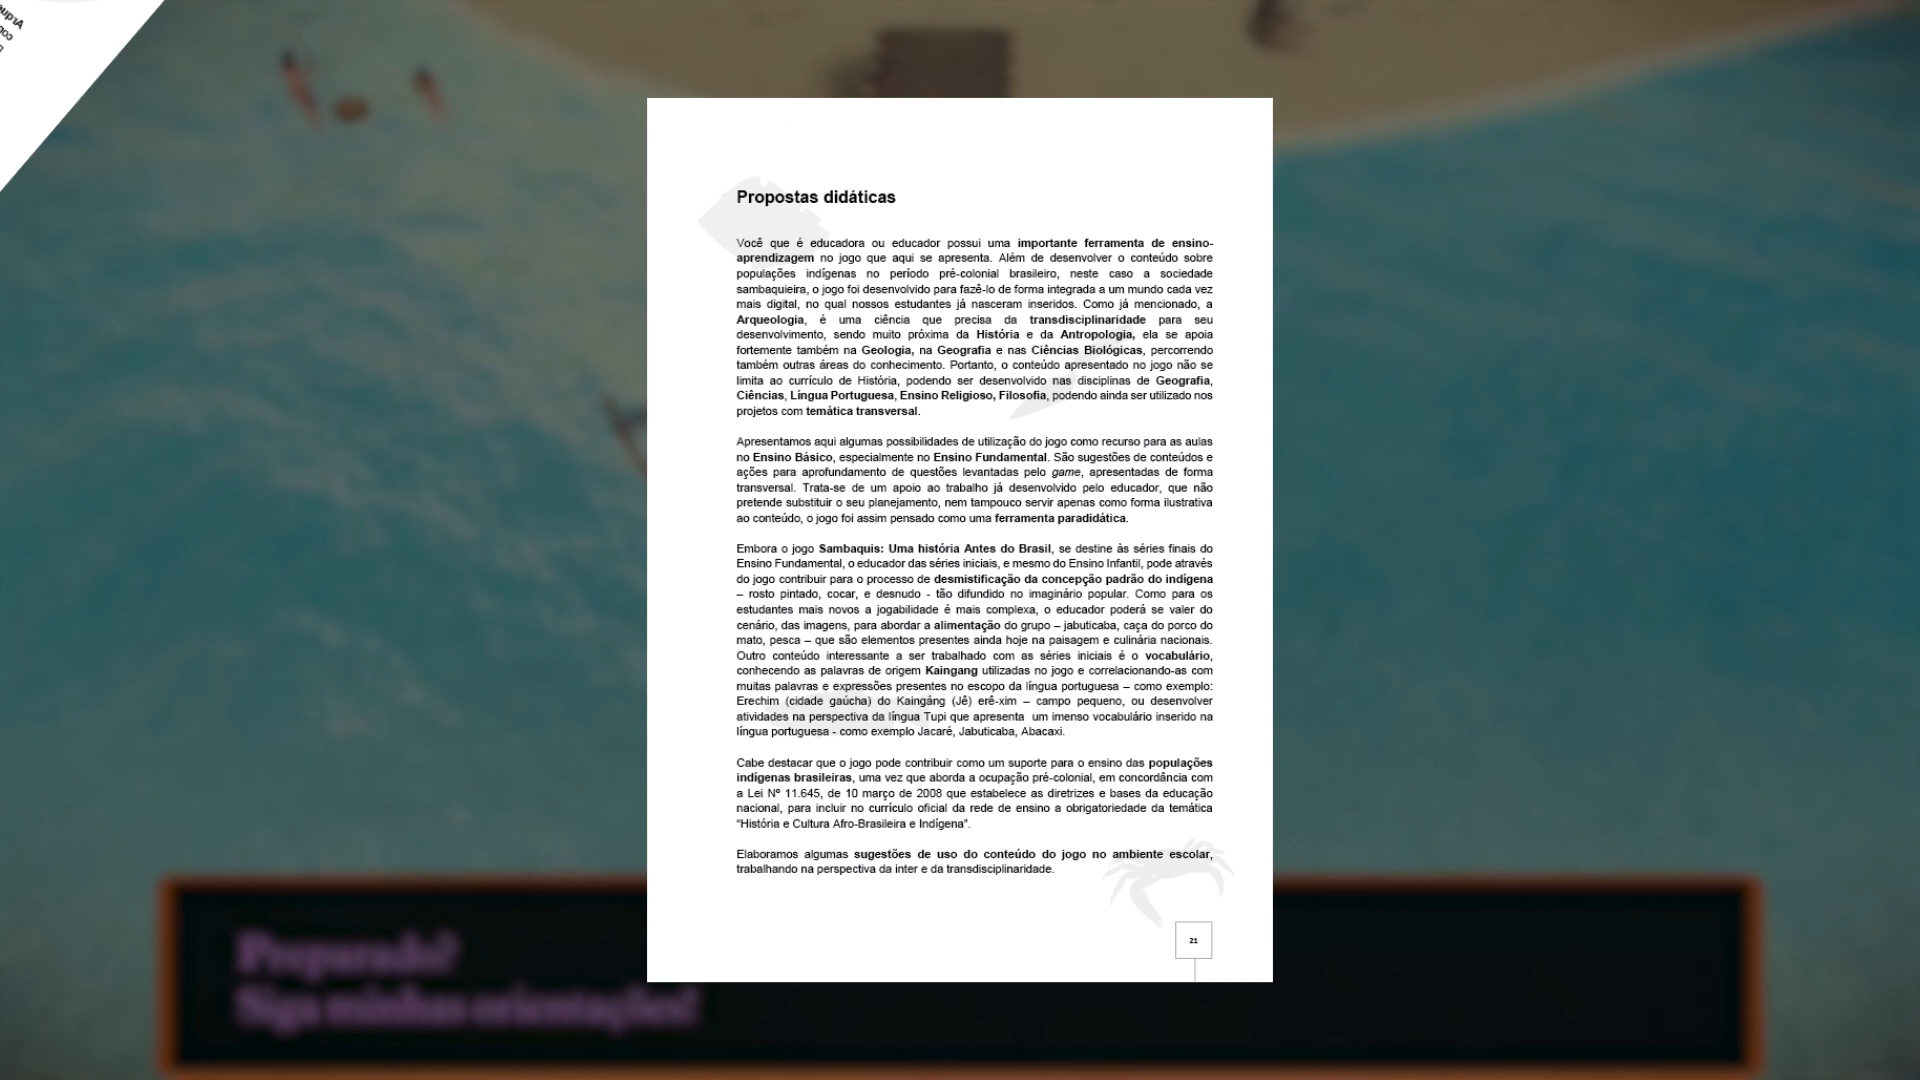 Propostas didáticas
Você que é educadora ou educador possui uma importante ferramenta de ensino-
aprendizagem no jogo que aqui se apresenta. Além de desenvolver o conteúdo sobre
populações indígenas no período pré-colonial brasileiro, neste caso a sociedade
sambaquieira, o jogo foi desenvolvido para fazê-lo de forma integrada a um mundo cada vez
mais digital, no qual nossos estudantes já nasceram inseridos. Como já mencionado, a
Arqueologia, é uma ciência que precisa da transdisciplinaridade para seu
desenvolvimento, sendo muito próxima da História e da Antropologia, ela se apoia
fortemente também na Geologia, na Geografia e nas Ciências Biológicas, percorrendo
também outras áreas do conhecimento. Portanto, o conteúdo apresentado no jogo não se
limita ao currículo de História, podendo ser desenvolvido nas disciplinas de Geografia,
Ciências, Língua Portuguesa, Ensino Religioso, Filosofia, podendo ainda ser utilizado nos
projetos com temática transversal.
Apresentamos aqui algumas possibilidades de utilização do jogo como recurso para as aulas
no Ensino Básico, especialmente no Ensino Fundamental. São sugestões de conteúdos e
ações para aprofundamento de questões levantadas pelo game, apresentadas de forma
transversal. Trata-se de um apoio ao trabalho já desenvolvido pelo educador, que não
pretende substituir o seu planejamento, nem tampouco servir apenas como forma ilustrativa
ao conteúdo, o jogo foi assim pensado como uma ferramenta paradidática.
Embora o jogo Sambaquis: Uma história Antes do Brasil, se destine às séries finais do
Ensino Fundamental, o educador das séries iniciais, e mesmo do Ensino Infantil, pode através
do jogo contribuir para o processo de desmistificação da concepção padrão do indígena
– rosto pintado, cocar, e desnudo - tão difundido no imaginário popular. Como para os
estudantes mais novos a jogabilidade é mais complexa, o educador poderá se valer do
cenário, das imagens, para abordar a alimentação do grupo – jabuticaba, caça do porco do
mato, pesca – que são elementos presentes ainda hoje na paisagem e culinária nacionais.
Outro conteúdo interessante a ser trabalhado com as séries iniciais é o vocabulário,
conhecendo as palavras de origem Kaingang utilizadas no jogo e correlacionando-as com
muitas palavras e expressões presentes no escopo da língua portuguesa – como exemplo:
Erechim (cidade gaúcha) do Kaingáng (Jê) erê-xim – campo pequeno, ou desenvolver
atividades na perspectiva da língua Tupi que apresenta um imenso vocabulário inserido na
língua portuguesa - como exemplo Jacaré, Jabuticaba, Abacaxi.
Cabe destacar que o jogo pode contribuir como um suporte para o ensino das populações
indígenas brasileiras, uma vez que aborda a ocupação pré-colonial, em concordância com
a Lei Nº 11.645, de 10 março de 2008 que estabelece as diretrizes e bases da educação
nacional, para incluir no currículo oficial da rede de ensino a obrigatoriedade da temática
“História e Cultura Afro-Brasileira e Indígena”.
Elaboramos algumas sugestões de uso do conteúdo do jogo no ambiente escolar,
trabalhando na perspectiva da inter e da transdisciplinaridade.
21
Preparado?
Siga minhas orientações!